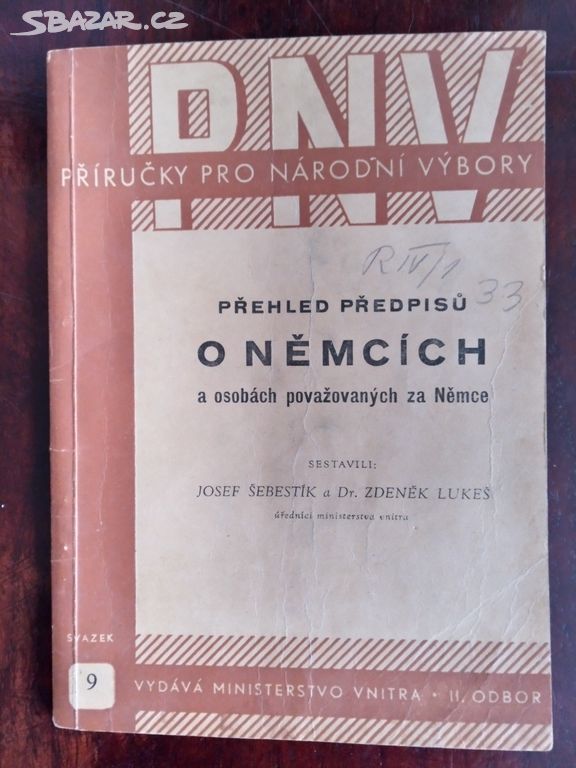 SBAZAR.CZ
PNV
PŘÍRUČKY PRO NÁRODNÍ VÝBORY
R IV/1
33
PŘEHLED PŘEDPISŮ
O NĚMCÍCH
a osobách považovaných za Němce
SESTAVILI:
JOSEF ŠEBESTÍK a Dr. ZDENĚK LUKEŠ
úředníci ministerstva vnitra
SVAZEK
9
VYDÁVÁ MINISTERSTVO VNITRA • II. ODBOR